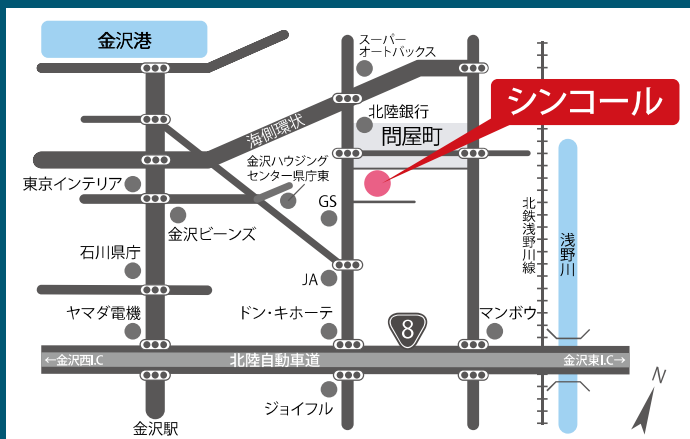 金沢港
スーパー
オートバックス
シンコール
北陸銀行
海側環状
問屋町
金沢ハウジング
センター県庁東
東京インテリア
GS
金沢ビーンズ
北鉄浅野川線
浅野川
石川県庁
JA
ヤマダ電機
ドン・キホーテ
8
マンボウ
←金沢西I.C
北陸自動車道
金沢東I.C→
ジョイフル
金沢駅
N